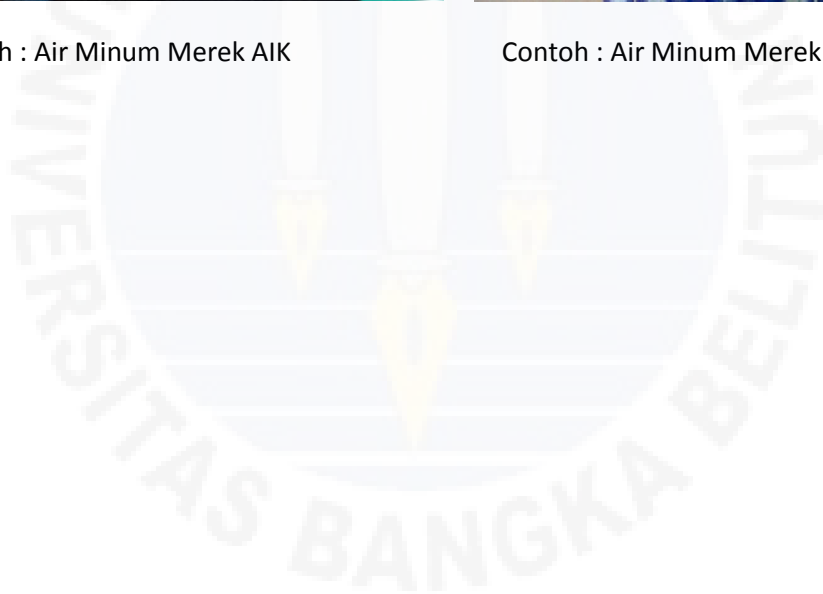 h : Air Minum Merek AIK
Contoh : Air Minum Merek
UNIVERSITAS BANGKA BELITUNG